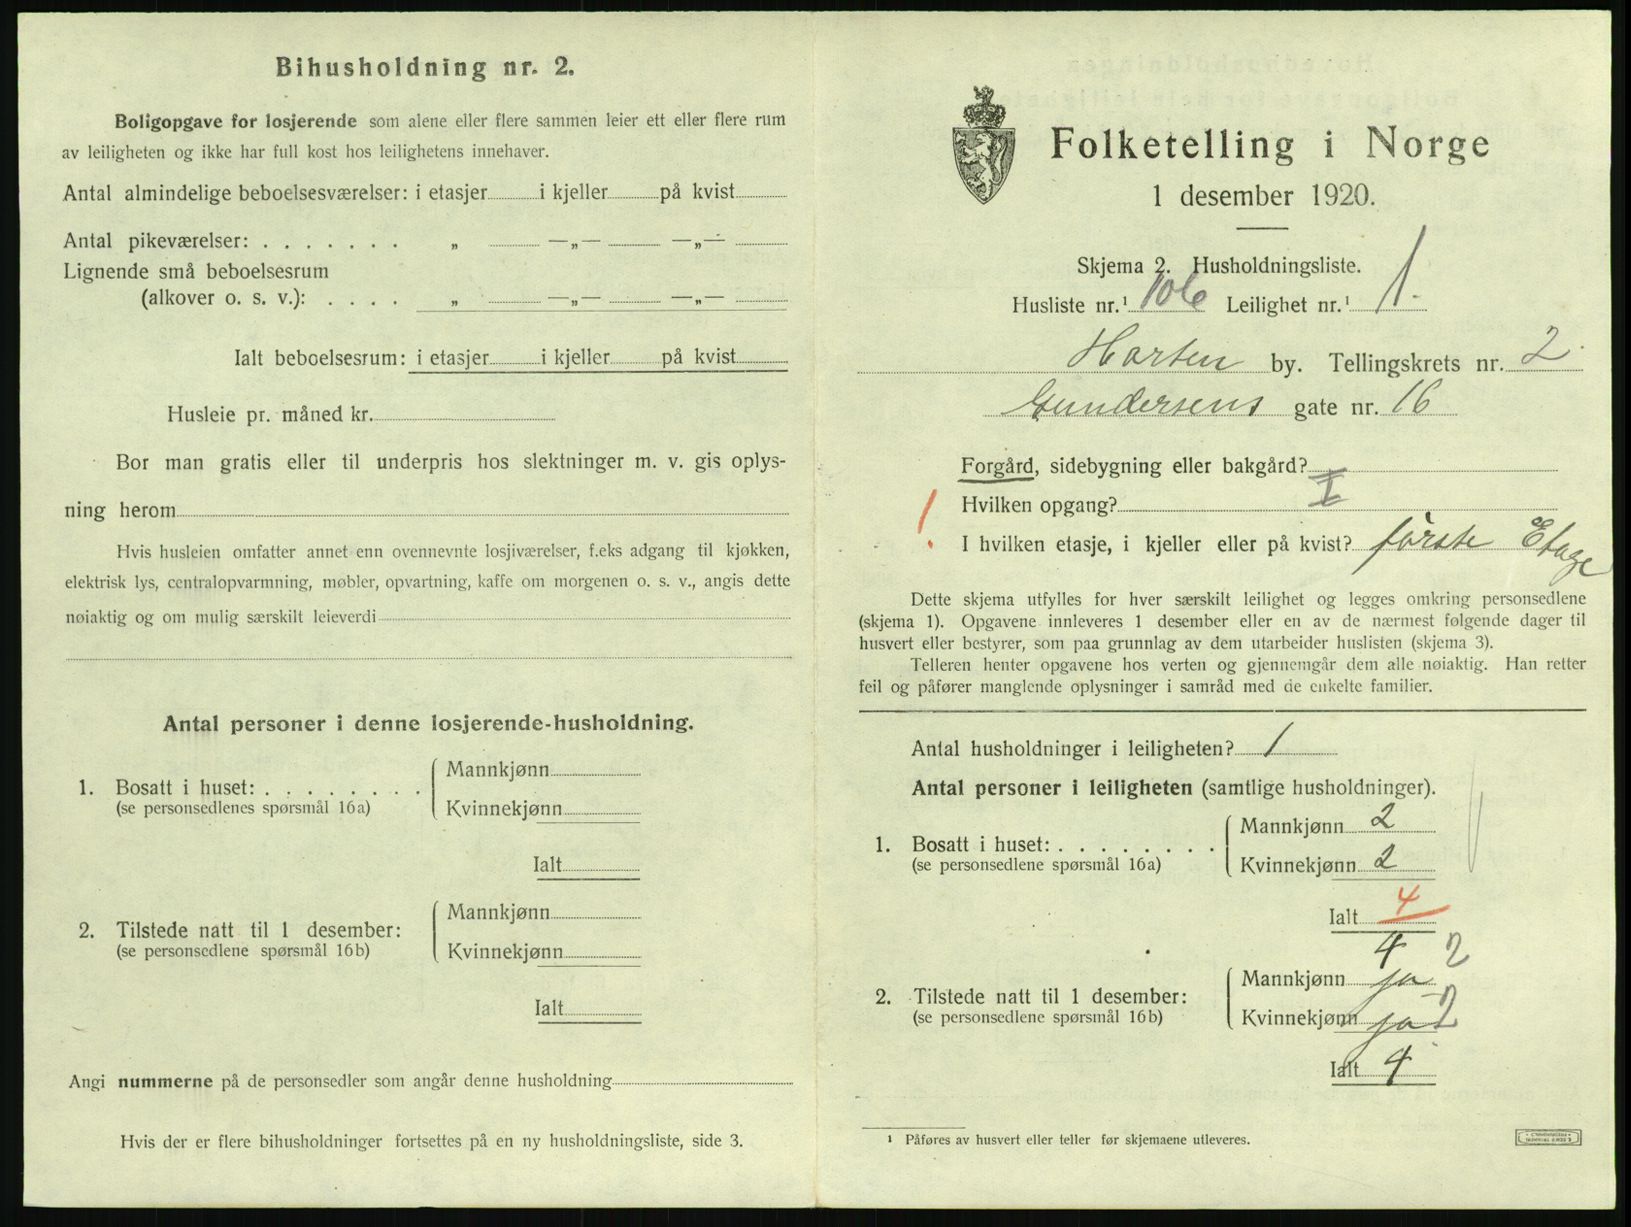 Bihusholdning nr. 2.
Boligopgave for losjerende som alene eller flere sammen leier ett eller flere rum
av leiligheten og ikke har full kost hos leilighetens innehaver.
Antal almindelige beboelsesværelser: i etasjer i kjeller på kvist
Antal pikeværelser: . . . . . . . „ —„— —„—
Lignende små beboelsesrum
(alkover o. s. v.): . . . . „ —„— —„—
Ialt beboelsesrum: i etasjer i kjeller på kvist
Husleie pr. måned kr.
Bor man gratis eller til underpris hos slektninger m. v. gis oplys-
ning herom
Hvis husleien omfatter annet enn ovennevnte losjiværelser, f.eks adgang til kjøkken,
elektrisk lys, centralopvarmning, møbler, opvartning, kaffe om morgenen o. s. v., angis dette
nøiaktig og om mulig særskilt leieverdi
Antal personer i denne losjerende-husholdning.
1. Bosatt i huset: . . . . . . . .
(se personsedlenes spørsmål 16a)
Mannkjønn
Kvinnekjønn
Ialt
2. Tilstede natt til 1 desember:
(se personsedlene spørsmål 16b)
Mannkjønn
Kvinnekjønn
Ialt
Angi nummerne på de personsedler som angår denne husholdning
Hvis der er flere bihusholdninger fortsettes på en ny husholdningsliste, side 3.
Folketelling i Norge
1 desember 1920.
Skjema 2. Husholdningsliste.
Husliste nr.¹ 106 Leilighet nr.¹ 1.
Horten by. Tellingskrets nr. 2
Gundersens gate nr. 16
Forgård, sidebygning eller bakgård?
! Hvilken opgang? I
I hvilken etasje, i kjeller eller på kvist? første Etage
Dette skjema utfylles for hver særskilt leilighet og legges omkring personsedlene
(skjema 1). Opgavene innleveres 1 desember eller en av de nærmest følgende dager til
husvert eller bestyrer, som paa grunnlag av dem utarbeider huslisten (skjema 3).
Telleren henter opgavene hos verten og gjennemgår dem alle nøiaktig. Han retter
feil og påfører manglende oplysninger i samråd med de enkelte familier.
Antal husholdninger i leiligheten? 1
Antal personer i leiligheten (samtlige husholdninger).
1. Bosatt i huset: . . . . . . . .
(se personsedlene spørsmål 16a)
Mannkjønn 2
Kvinnekjønn 2
Ialt 4
4 2
2. Tilstede natt til 1 desember:
(se personsedlene spørsmål 16b)
Mannkjønn ja
Kvinnekjønn ja 2
Ialt 4
¹ Påføres av husvert eller teller før skjemaene utleveres.